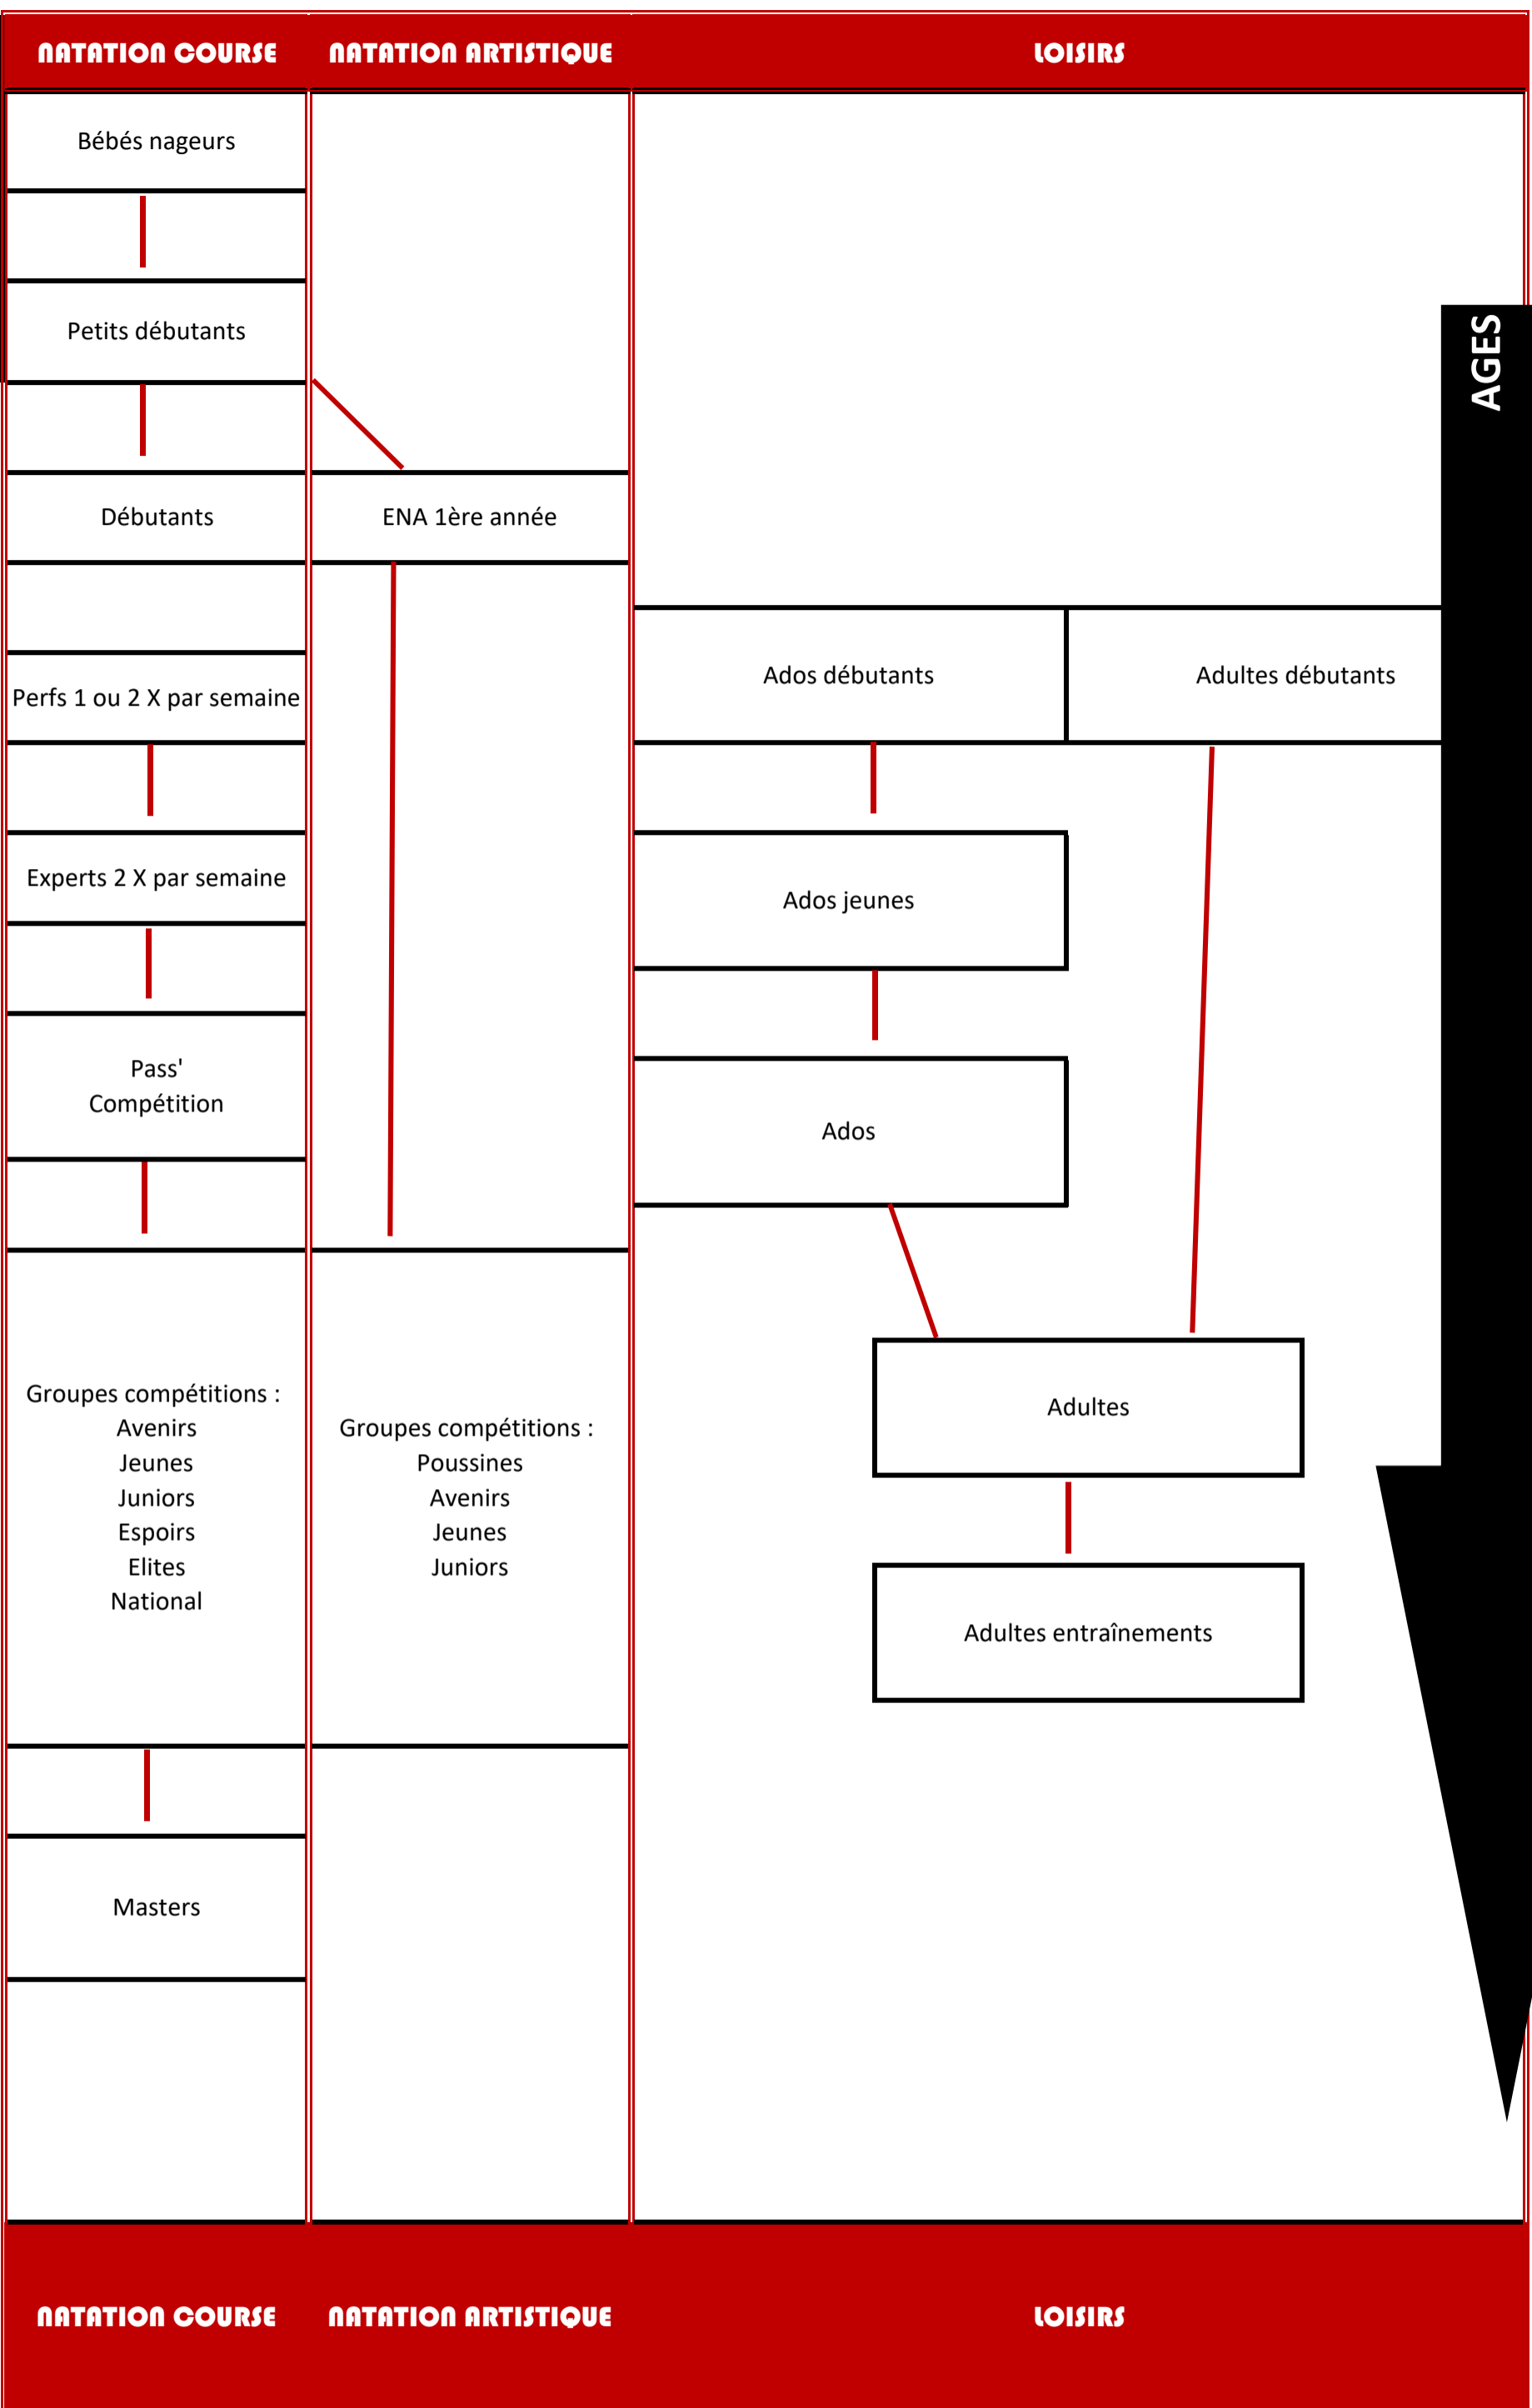 NATATION COURSE
NATATION ARTISTIQUE
LOISIRS
Bébés nageurs
Petits débutants
AGES
Débutants
ENA 1ère année
Ados débutants
Adultes débutants
Perfs 1 ou 2 X par semaine
Experts 2 X par semaine
Ados jeunes
Pass'
Compétition
Ados
Groupes compétitions :
Avenirs
Jeunes
Juniors
Espoirs
Elites
National
Groupes compétitions :
Poussines
Avenirs
Jeunes
Juniors
Adultes
Adultes entraînements
Masters
NATATION COURSE
NATATION ARTISTIQUE
LOISIRS